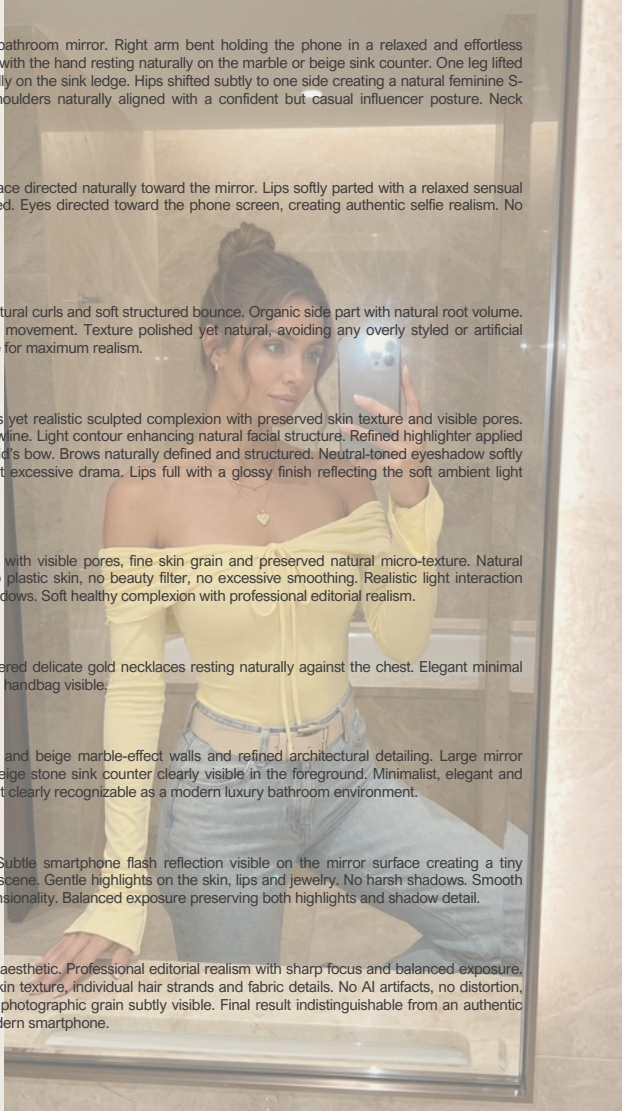 bathroom mirror. Right arm bent holding the phone in a relaxed and effortless
with the hand resting naturally on the marble or beige sink counter. One leg lifted
lly on the sink ledge. Hips shifted subtly to one side creating a natural feminine S-
houlders naturally aligned with a confident but casual influencer posture. Neck
ace directed naturally toward the mirror. Lips softly parted with a relaxed sensual
ed. Eyes directed toward the phone screen, creating authentic selfie realism. No
tural curls and soft structured bounce. Organic side part with natural root volume.
movement. Texture polished yet natural, avoiding any overly styled or artificial
for maximum realism.
s yet realistic sculpted complexion with preserved skin texture and visible pores.
wline. Light contour enhancing natural facial structure. Refined highlighter applied
id's bow. Brows naturally defined and structured. Neutral-toned eyeshadow softly
t excessive drama. Lips full with a glossy finish reflecting the soft ambient light
with visible pores, fine skin grain and preserved natural micro-texture. Natural
plastic skin, no beauty filter, no excessive smoothing. Realistic light interaction
dows. Soft healthy complexion with professional editorial realism.
ered delicate gold necklaces resting naturally against the chest. Elegant minimal
handbag visible.
and beige marble-effect walls and refined architectural detailing. Large mirror
eige stone sink counter clearly visible in the foreground. Minimalist, elegant and
t clearly recognizable as a modern luxury bathroom environment.
Subtle smartphone flash reflection visible on the mirror surface creating a tiny
scene. Gentle highlights on the skin, lips and jewelry. No harsh shadows. Smooth
nsionality. Balanced exposure preserving both highlights and shadow detail.
aesthetic. Professional editorial realism with sharp focus and balanced exposure.
kin texture, individual hair strands and fabric details. No AI artifacts, no distortion,
photographic grain subtly visible. Final result indistinguishable from an authentic
dern smartphone.